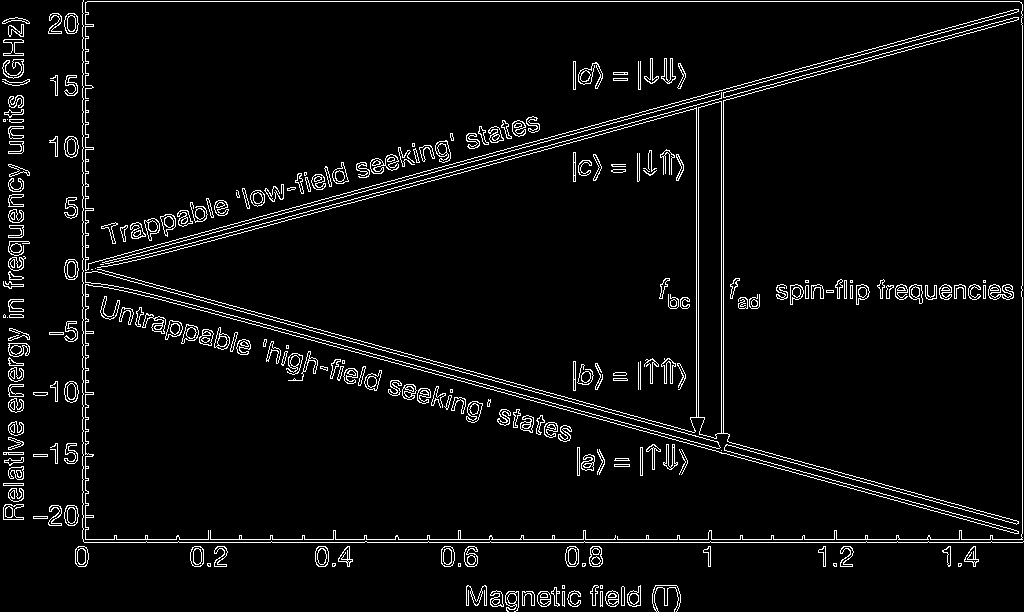 Relative energy in frequency units (GHz)
20
15
10
5
0
−5
−10
−15
−20
|d⟩ = |↓⇓⟩
Trappable 'low-field seeking' states
|c⟩ = |↓⇑⟩
f bc
f ad spin-flip frequencies
Untrappable 'high-field seeking' states
|b⟩ = |↑⇑⟩
|a⟩ = |↑⇓⟩
0 0.2 0.4 0.6 0.8 1 1.2 1.4
Magnetic field (T)